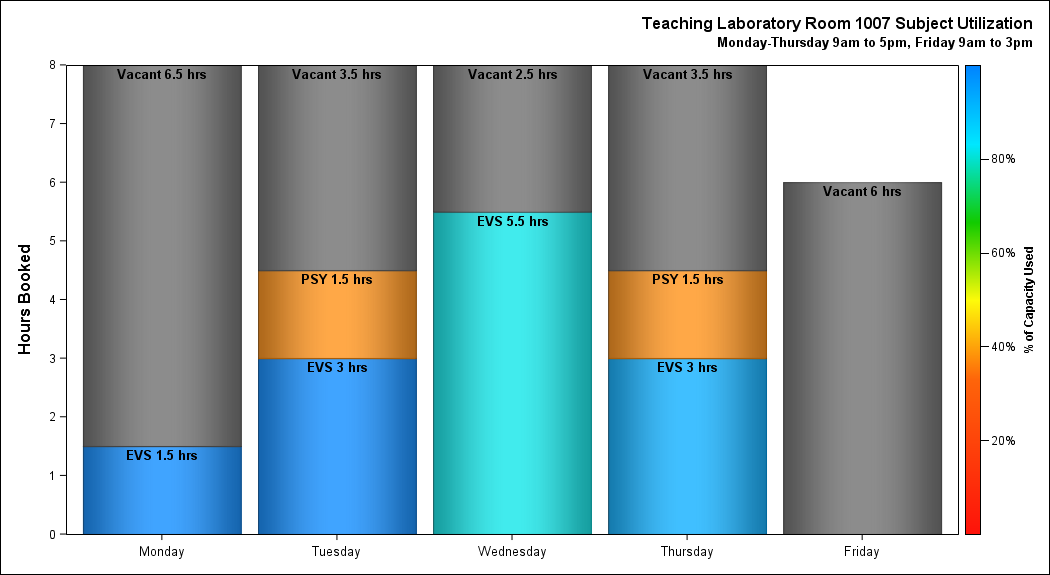 Teaching Laboratory Room 1007 Subject Utilization
Monday-Thursday 9am to 5pm, Friday 9am to 3pm
Hours Booked
8
7
6
5
4
3
2
1
0
Vacant 6.5 hrs
EVS 1.5 hrs
Vacant 3.5 hrs
PSY 1.5 hrs
EVS 3 hrs
Vacant 2.5 hrs
EVS 5.5 hrs
Vacant 3.5 hrs
PSY 1.5 hrs
EVS 3 hrs
Vacant 6 hrs
Monday
Tuesday
Wednesday
Thursday
Friday
80%
60%
40%
20%
% of Capacity Used